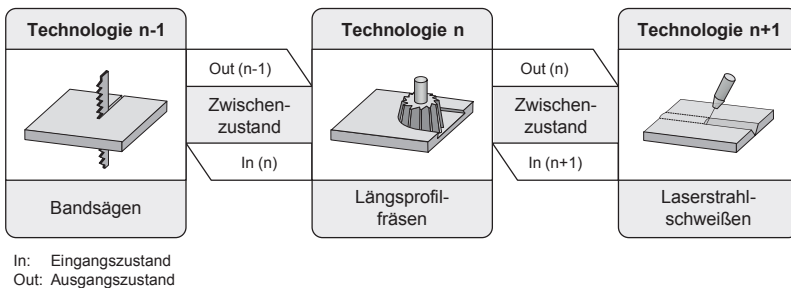 Technologie n-1
Technologie n
Technologie n+1
Out (n-1)
Zwischen-
zustand
In (n)
Out (n)
Zwischen-
zustand
In (n+1)
Bandsägen
Längsprofil-
fräsen
Laserstrahl-
schweißen
In: Eingangszustand
Out: Ausgangszustand